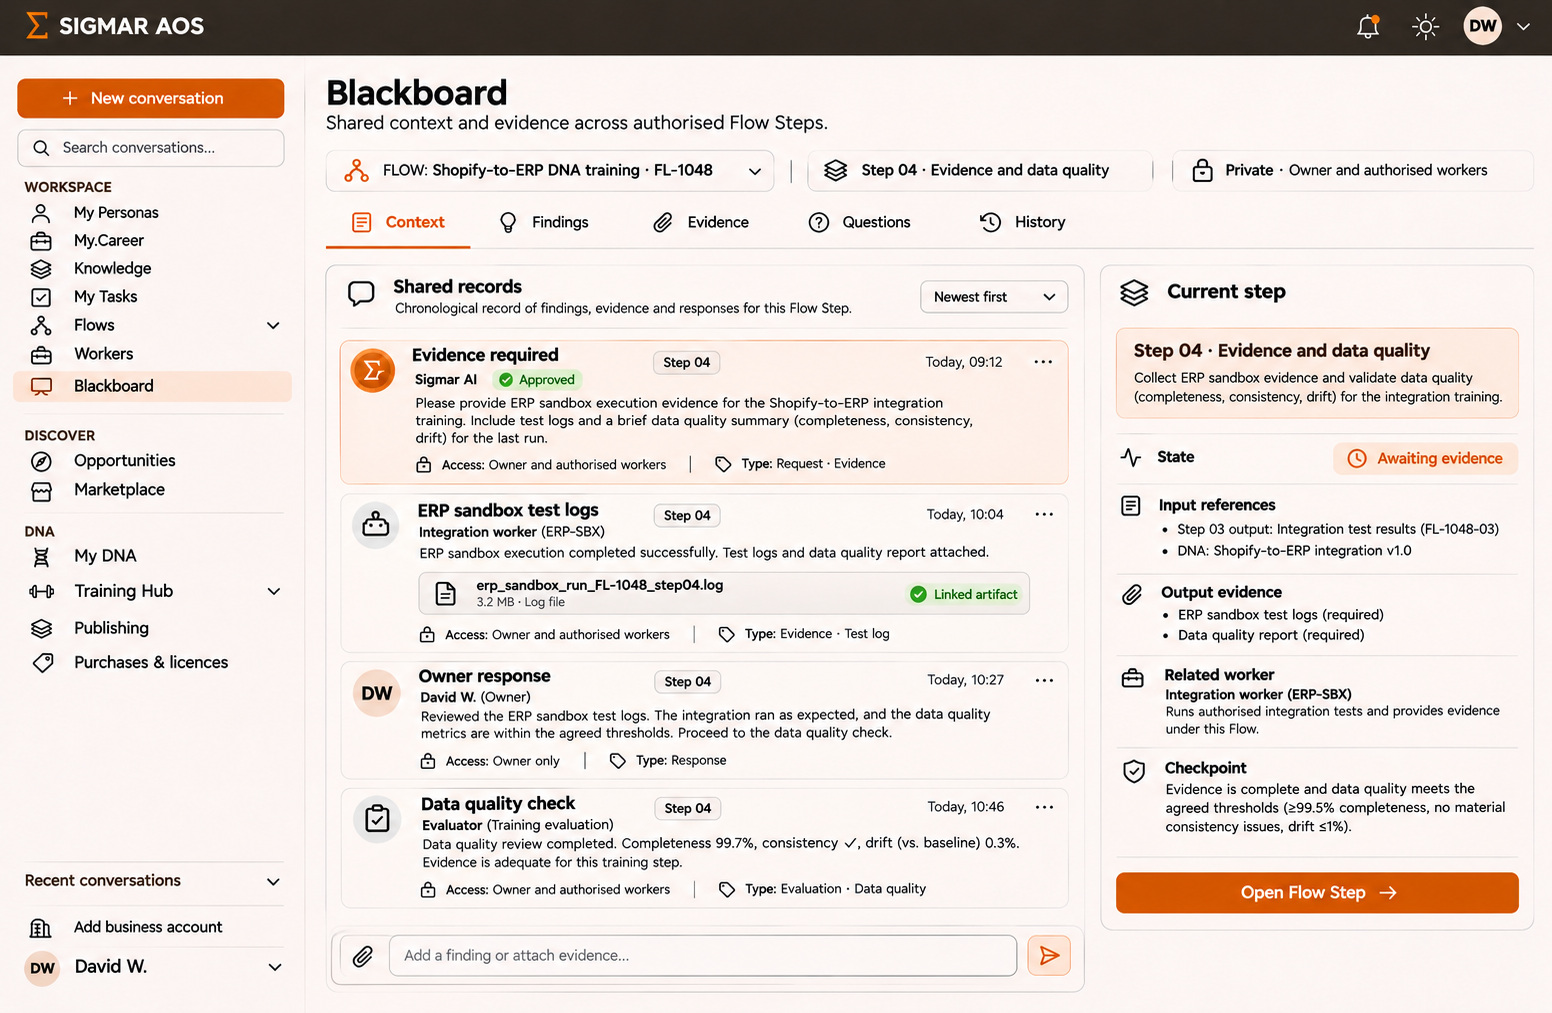 SIGMAR AOS
DW
New conversation
Search conversations...
WORKSPACE
My Personas
My.Career
Knowledge
My Tasks
Flows
Workers
Blackboard
DISCOVER
Opportunities
Marketplace
DNA
My DNA
Training Hub
Publishing
Purchases & licences
Recent conversations
Add business account
DW
David W.
Blackboard
Shared context and evidence across authorised Flow Steps.
FLOW: Shopify-to-ERP DNA training · FL-1048
Step 04 · Evidence and data quality
Private · Owner and authorised workers
Context
Findings
Evidence
Questions
History
Shared records
Chronological record of findings, evidence and responses for this Flow Step.
Newest first
Evidence required
Step 04
Today, 09:12
Sigmar AI
Approved
Please provide ERP sandbox execution evidence for the Shopify-to-ERP integration
training. Include test logs and a brief data quality summary (completeness, consistency,
drift) for the last run.
Access: Owner and authorised workers
Type: Request · Evidence
ERP sandbox test logs
Step 04
Today, 10:04
Integration worker (ERP-SBX)
ERP sandbox execution completed successfully. Test logs and data quality report attached.
erp_sandbox_run_FL-1048_step04.log
3.2 MB · Log file
Linked artifact
Access: Owner and authorised workers
Type: Evidence · Test log
DW
Owner response
Step 04
Today, 10:27
David W. (Owner)
Reviewed the ERP sandbox test logs. The integration ran as expected, and the data quality
metrics are within the agreed thresholds. Proceed to the data quality check.
Access: Owner only
Type: Response
Data quality check
Step 04
Today, 10:46
Evaluator (Training evaluation)
Data quality review completed. Completeness 99.7%, consistency ✓, drift (vs. baseline) 0.3%.
Evidence is adequate for this training step.
Access: Owner and authorised workers
Type: Evaluation · Data quality
Add a finding or attach evidence...
Current step
Step 04 · Evidence and data quality
Collect ERP sandbox evidence and validate data quality
(completeness, consistency, drift) for the integration training.
State
Awaiting evidence
Input references
• Step 03 output: Integration test results (FL-1048-03)
• DNA: Shopify-to-ERP integration v1.0
Output evidence
• ERP sandbox test logs (required)
• Data quality report (required)
Related worker
Integration worker (ERP-SBX)
Runs authorised integration tests and provides evidence
under this Flow.
Checkpoint
Evidence is complete and data quality meets the
agreed thresholds (≥99.5% completeness, no material
consistency issues, drift ≤1%).
Open Flow Step →